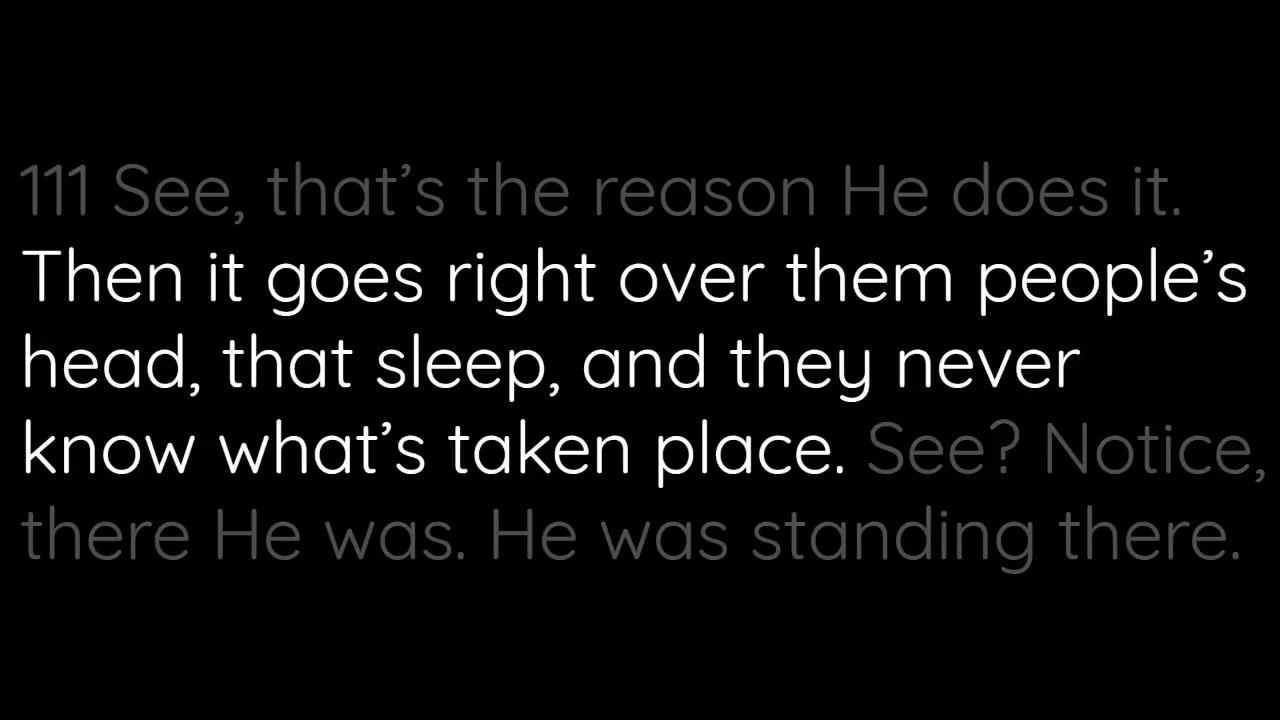 111 See, that’s the reason He does it.
Then it goes right over them people’s
head, that sleep, and they never
know what’s taken place. See? Notice,
there He was. He was standing there.